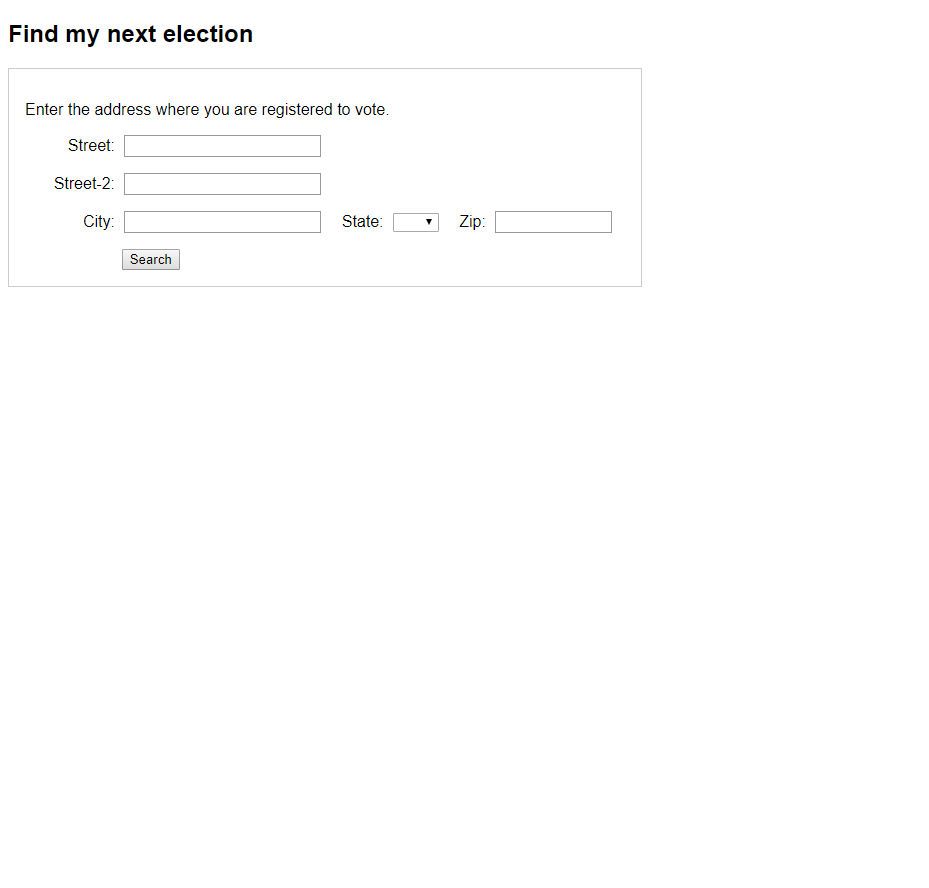 Find my next election
Enter the address where you are registered to vote.
Street:
Street-2:
City: State: Zip:
Search